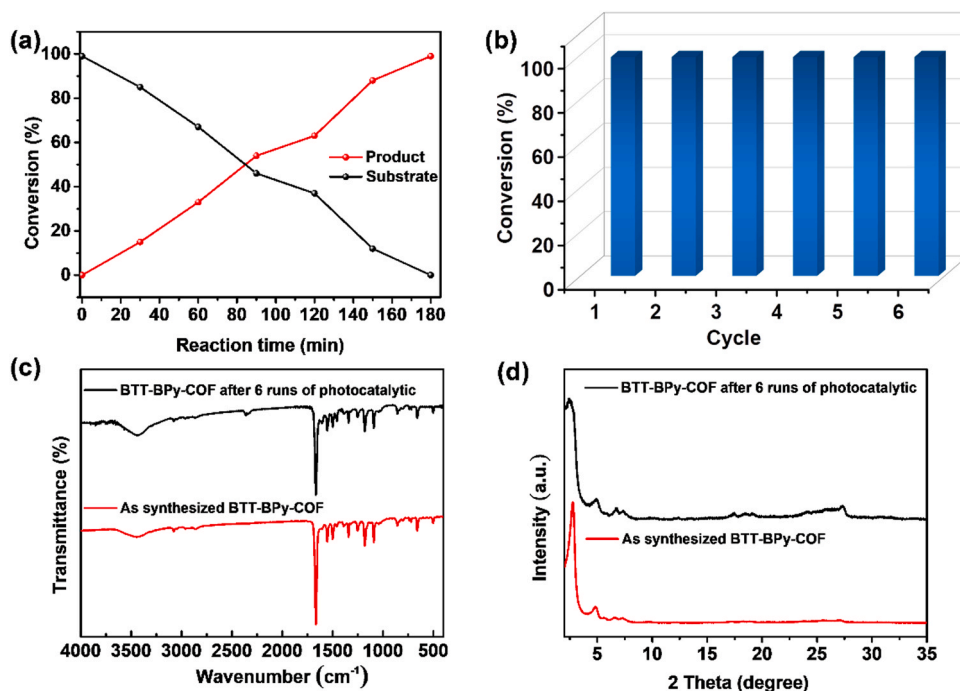 (a)
100
80
60
40
20
0
Conversion (%)
Product
Substrate
0 20 40 60 80 100 120 140 160 180
Reaction time (min)
(b)
100
80
60
40
20
0
Conversion (%)
1 2 3 4 5 6
Cycle
(c)
BTT-BPy-COF after 6 runs of photocatalytic
As synthesized BTT-BPy-COF
Transmittance (%)
4000 3500 3000 2500 2000 1500 1000 500
Wavenumber (cm⁻¹)
(d)
BTT-BPy-COF after 6 runs of photocatalytic
As synthesized BTT-BPy-COF
Intensity (a.u.)
5 10 15 20 25 30 35
2 Theta (degree)